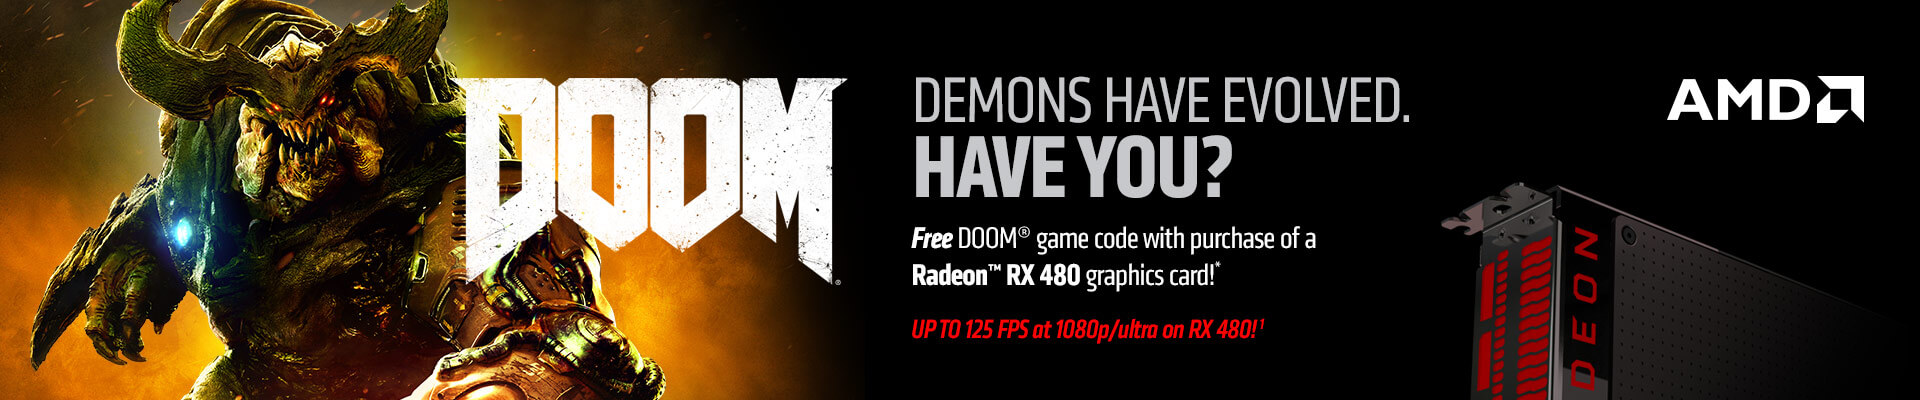 DOOM®
DEMONS HAVE EVOLVED.
HAVE YOU?
Free DOOM® game code with purchase of a
Radeon™ RX 480 graphics card!*
UP TO 125 FPS at 1080p/ultra on RX 480!¹
AMD
DEON